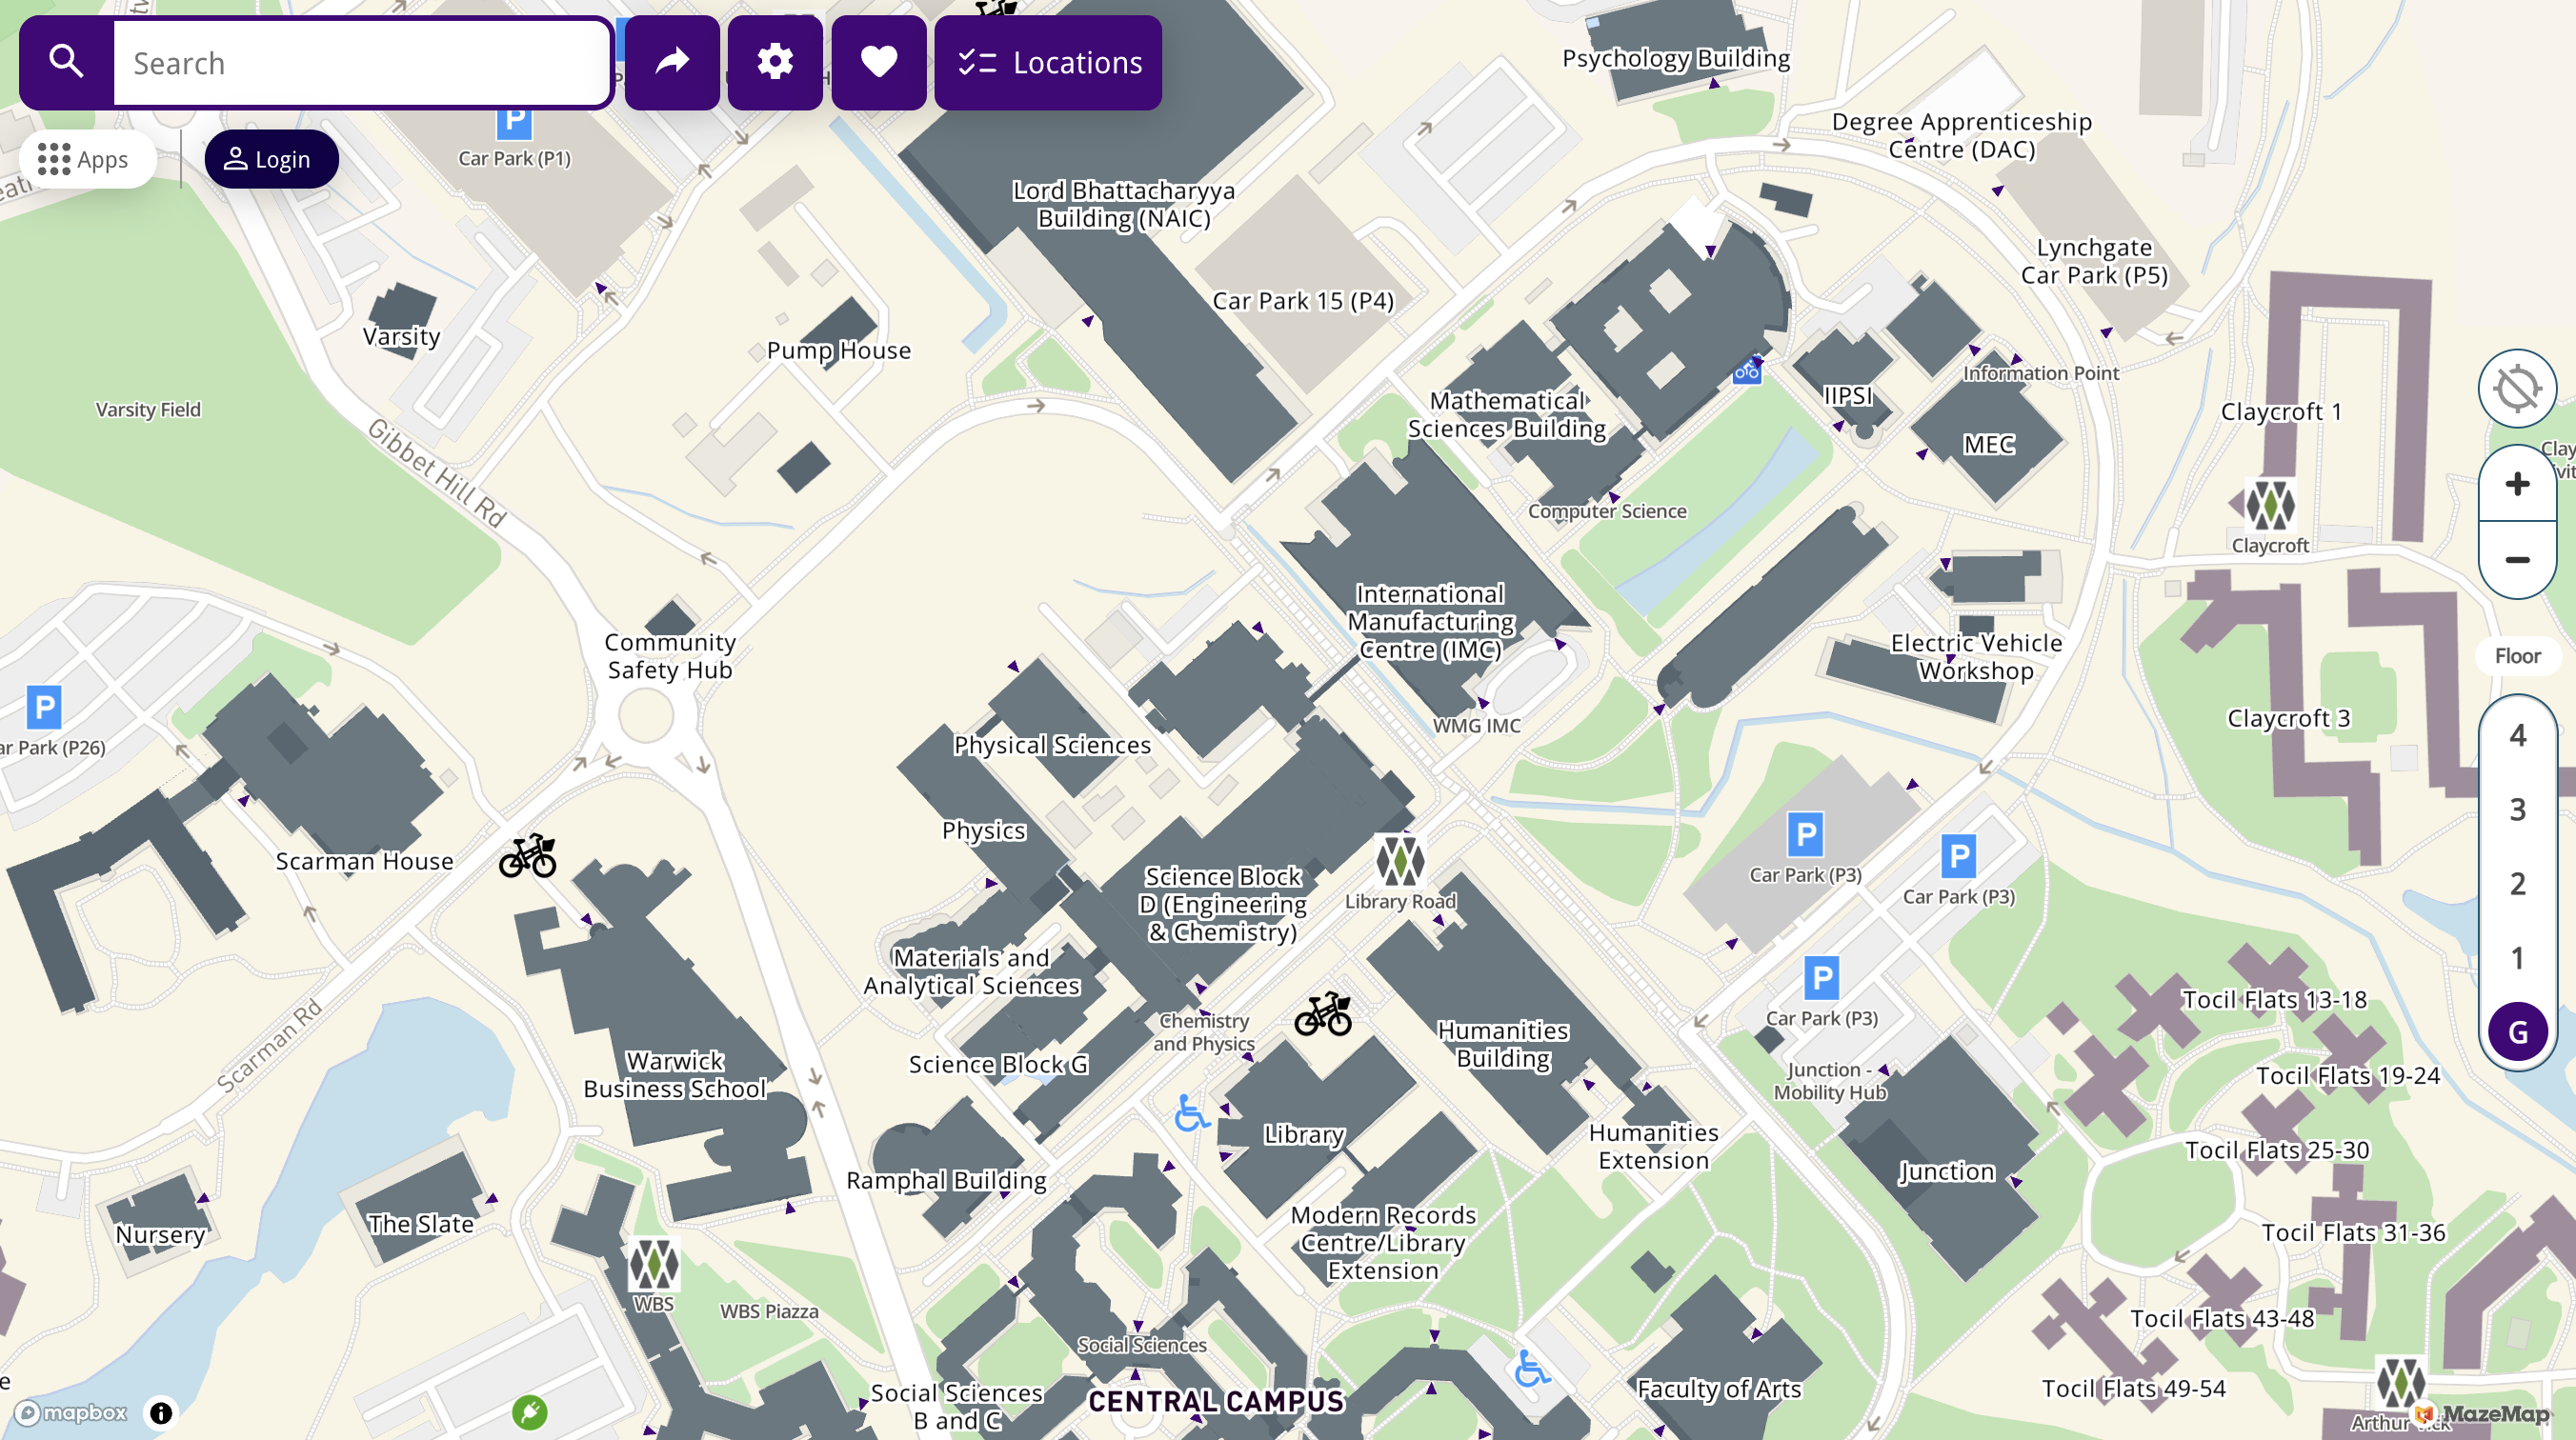 Search
Locations
Apps
Login
P
Car Park (P1)
Psychology Building
Degree Apprenticeship
Centre (DAC)
Lord Bhattacharyya
Building (NAIC)
Lynchgate
Car Park (P5)
Car Park 15 (P4)
Varsity
Pump House
Varsity Field
Gibbet Hill Rd
Information Point
IIPSI
Mathematical
Sciences Building
MEC
Claycroft 1
Computer Science
Claycroft
Community
Safety Hub
International
Manufacturing
Centre (IMC)
Electric Vehicle
Workshop
Floor
4
3
2
1
G
P
ar Park (P26)
WMG IMC
Claycroft 3
Physical Sciences
Physics
Scarman House
P
Car Park (P3)
P
Car Park (P3)
Library Road
Science Block
D (Engineering
& Chemistry)
Materials and
Analytical Sciences
P
Car Park (P3)
Tocil Flats 13-18
Scarman Rd
Chemistry
and Physics
Humanities
Building
Warwick
Business School
Science Block G
Junction -
Mobility Hub
Tocil Flats 19-24
Library
Humanities
Extension
Tocil Flats 25-30
Junction
Ramphal Building
Nursery
The Slate
Modern Records
Centre/Library
Extension
Tocil Flats 31-36
WBS
WBS Piazza
Social Sciences
Tocil Flats 43-48
Social Sciences
B and C
CENTRAL CAMPUS
Faculty of Arts
Tocil Flats 49-54
mapbox
MazeMap